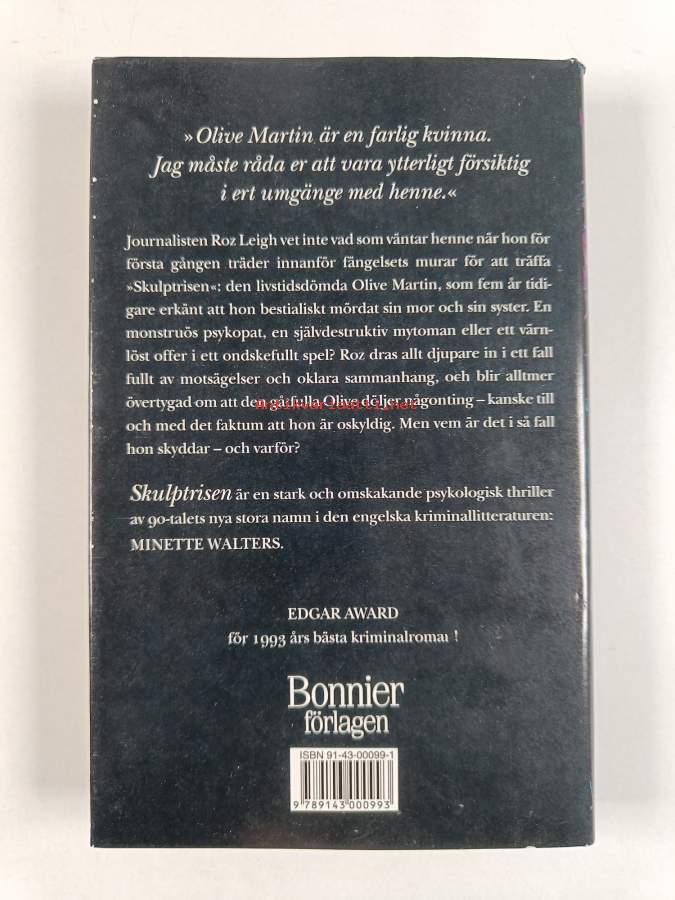 »Olive Martin är en farlig kvinna.
Jag måste råda er att vara ytterligt försiktig
i ert umgänge med henne.«
Journalisten Roz Leigh vet inte vad som väntar henne när hon för
första gången träder innanför fängelsets murar för att träffa
»Skulptrisen«: den livstidsdömda Olive Martin, som fem år tidi-
gare erkänt att hon bestialiskt mördat sin mor och sin syster. En
monstruös psykopat, en självdestruktiv mytoman eller ett värn-
löst offer i ett ondskefullt spel? Roz dras allt djupare in i ett fall
fullt av motsägelser och oklara sammanhang, och blir alltmer
övertygad om att den gåtfulla Olive döljer någonting – kanske till
och med det faktum att hon är oskyldig. Men vem är det i så fall
hon skyddar – och varför?
Skulptrisen är en stark och omskakande psykologisk thriller
av 90-talets nya stora namn i den engelska kriminallitteraturen:
MINETTE WALTERS.
EDGAR AWARD
för 1993 års bästa kriminalroman!
Bonnier
förlagen
ISBN 91-43-00099-1
9 789143 000993